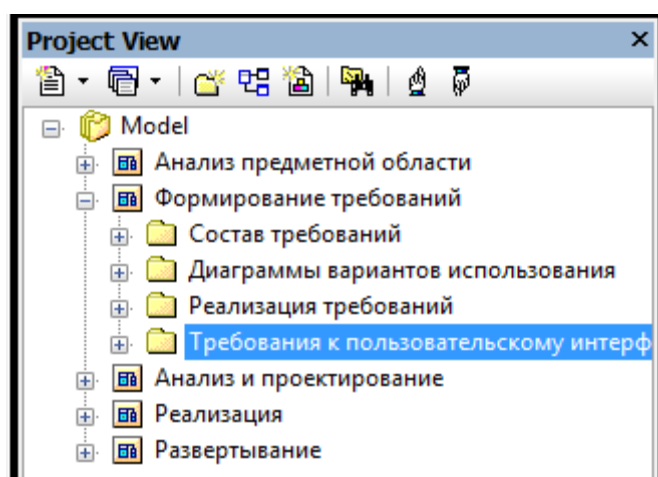 Project View
Model
Анализ предметной области
Формирование требований
Состав требований
Диаграммы вариантов использования
Реализация требований
Требования к пользовательскому интерф
Анализ и проектирование
Реализация
Развертывание